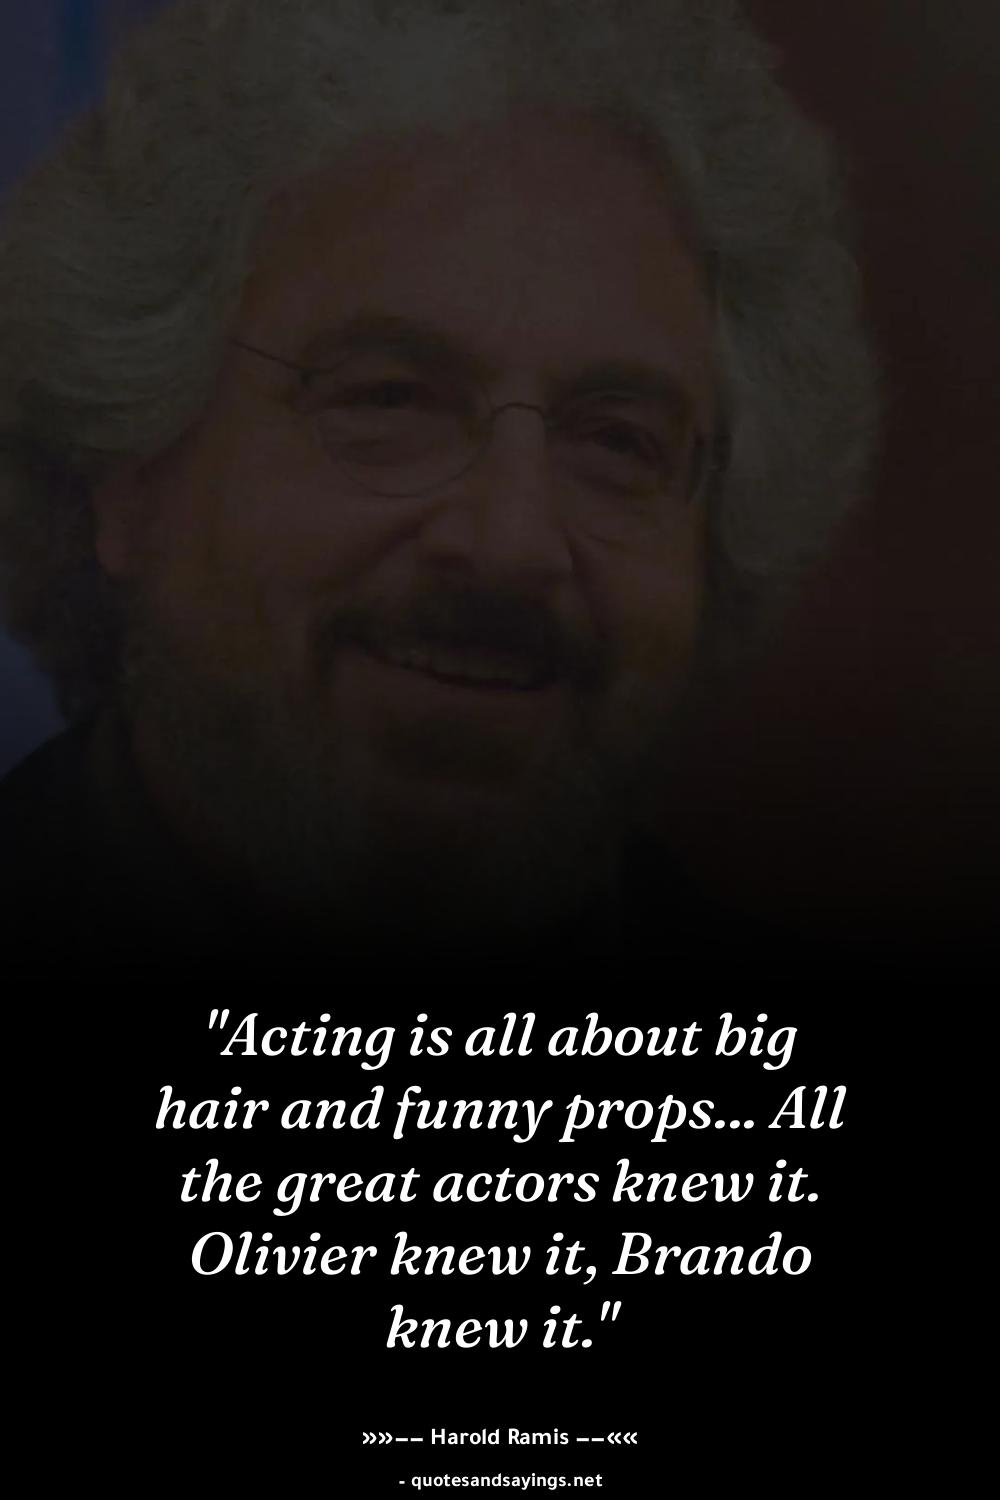 "Acting is all about big
hair and funny props... All
the great actors knew it.
Olivier knew it, Brando
knew it."
»»−− Harold Ramis −−««
- quotesandsayings.net